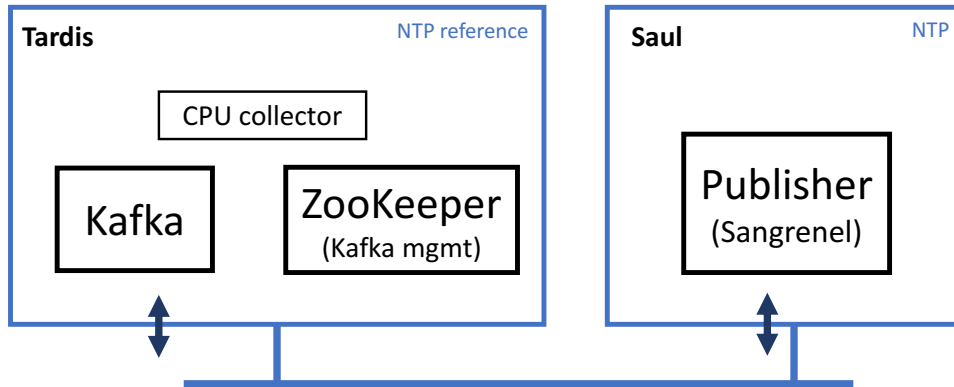 Tardis
NTP reference
CPU collector
Kafka
ZooKeeper
(Kafka mgmt)
Saul
NTP
Publisher
(Sangrenel)